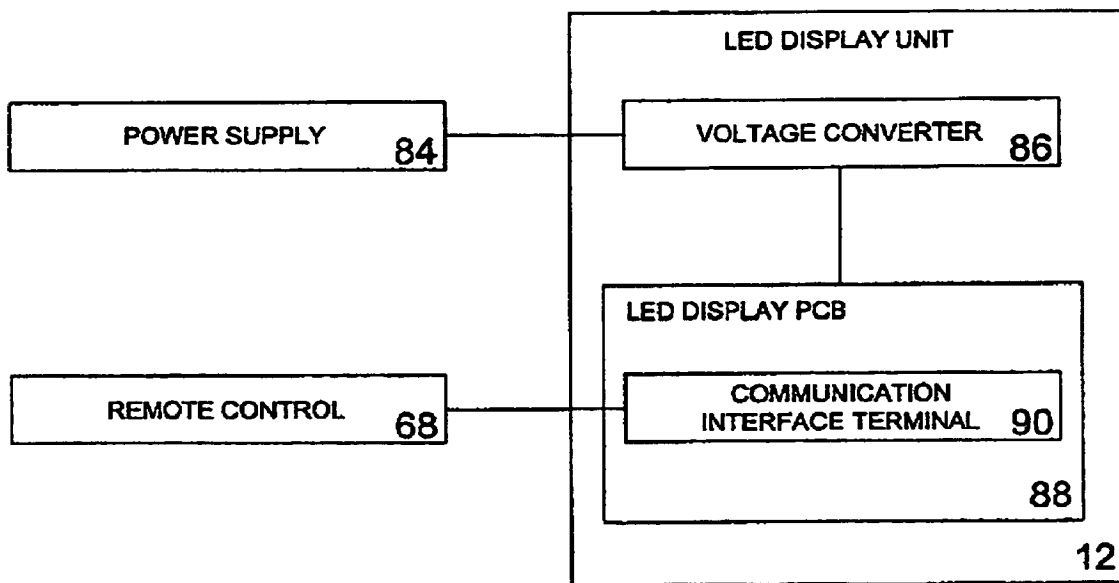 LED DISPLAY UNIT
POWER SUPPLY 84
VOLTAGE CONVERTER 86
LED DISPLAY PCB
REMOTE CONTROL 68
COMMUNICATION
INTERFACE TERMINAL 90
88
12